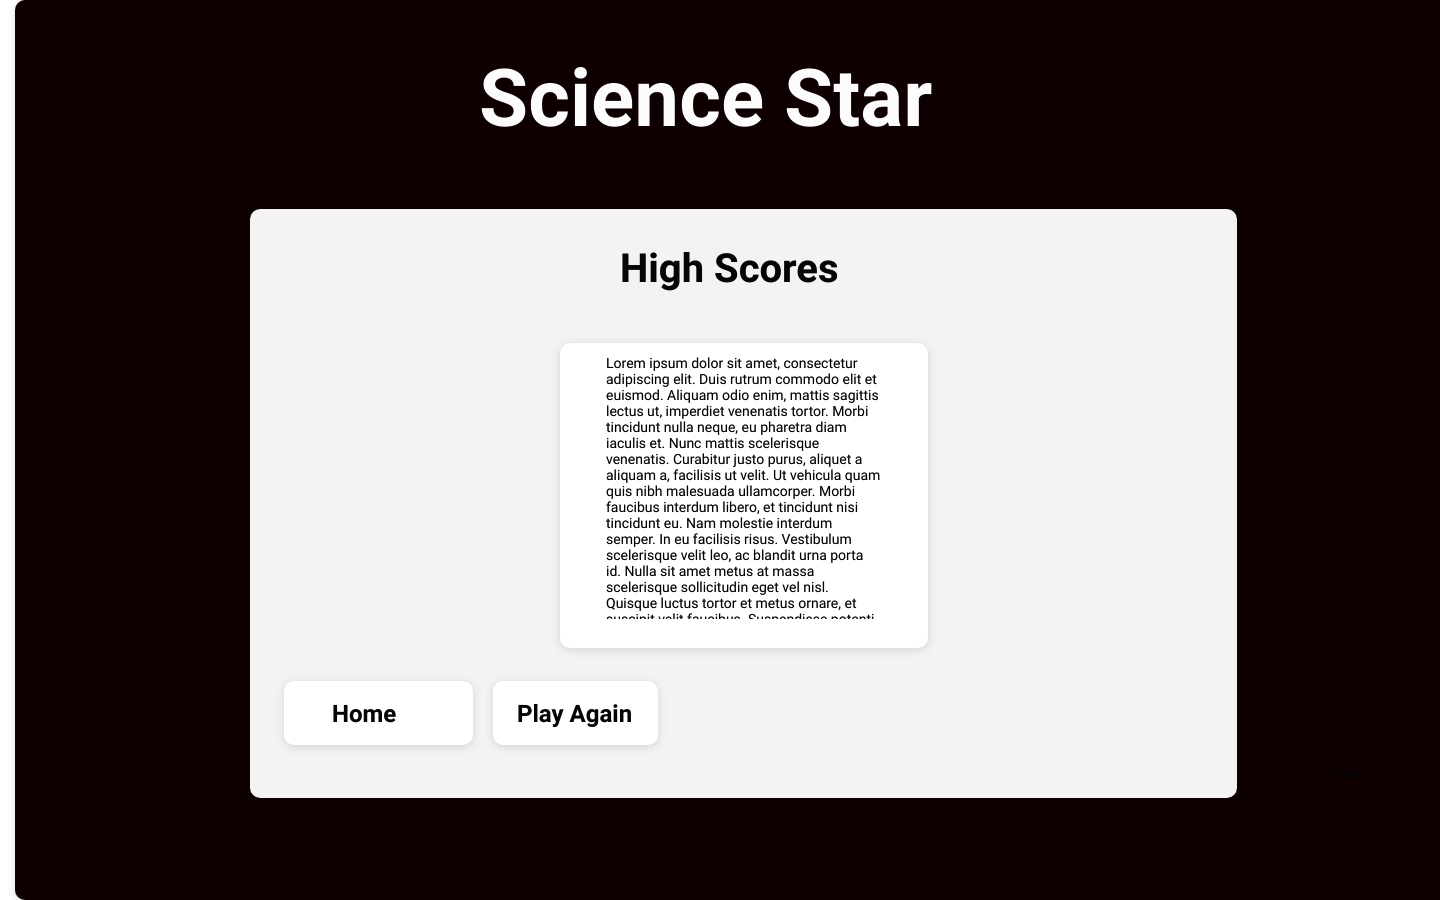 Science Star
High Scores
Lorem ipsum dolor sit amet, consectetur
adipiscing elit. Duis rutrum commodo elit et
euismod. Aliquam odio enim, mattis sagittis
lectus ut, imperdiet venenatis tortor. Morbi
tincidunt nulla neque, eu pharetra diam
iaculis et. Nunc mattis scelerisque
venenatis. Curabitur justo purus, aliquet a
aliquam a, facilisis ut velit. Ut vehicula quam
quis nibh malesuada ullamcorper. Morbi
faucibus interdum libero, et tincidunt nisi
tincidunt eu. Nam molestie interdum
semper. In eu facilisis risus. Vestibulum
scelerisque velit leo, ac blandit urna porta
id. Nulla sit amet metus at massa
scelerisque sollicitudin eget vel nisl.
Quisque luctus tortor et metus ornare, et
suscipit velit faucibus. Suspendisse potenti.
Home
Play Again